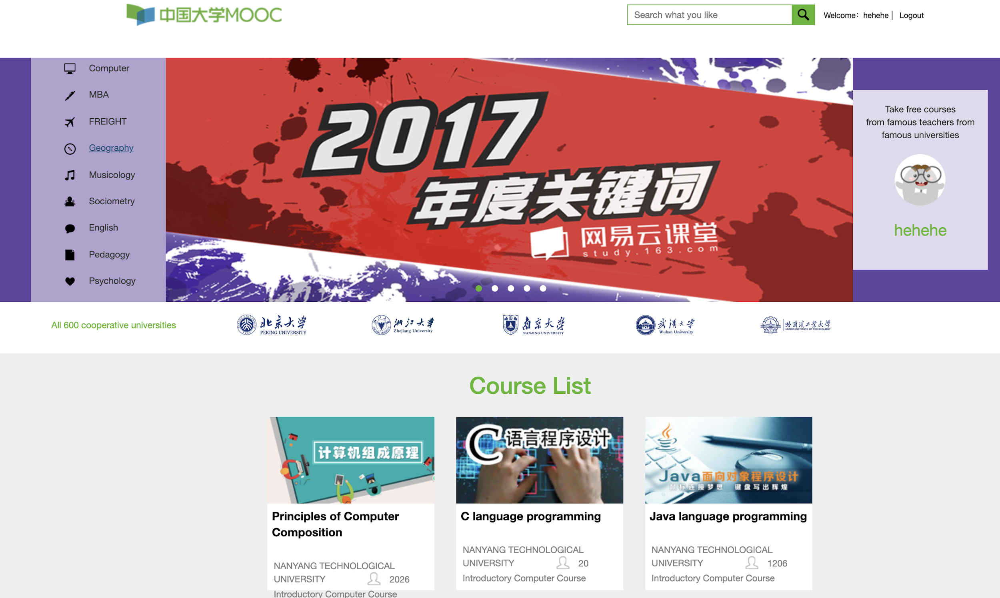 中国大学MOOC
Search what you like
Welcome: hehehe | Logout
Computer
MBA
FREIGHT
Geography
Musicology
Sociometry
English
Pedagogy
Psychology
2017
年度关键词
网易云课堂
study.163.com
Take free courses
from famous teachers from
famous universities
hehehe
All 600 cooperative universities
北京大学
PEKING UNIVERSITY
浙江大学
Zhejiang University
南京大學
NANJING UNIVERSITY
武汉大学
Wuhan University
哈爾濱工業大學
HARBIN INSTITUTE OF TECHNOLOGY
Course List
计算机组成原理
Principles of Computer
Composition
NANYANG TECHNOLOGICAL
UNIVERSITY 2026
Introductory Computer Course
C语言程序设计
C language programming
NANYANG TECHNOLOGICAL
UNIVERSITY 20
Introductory Computer Course
Java面向对象程序设计
鼠标连接梦想 键盘写出辉煌
Java language programming
NANYANG TECHNOLOGICAL
UNIVERSITY 1206
Introductory Computer Course